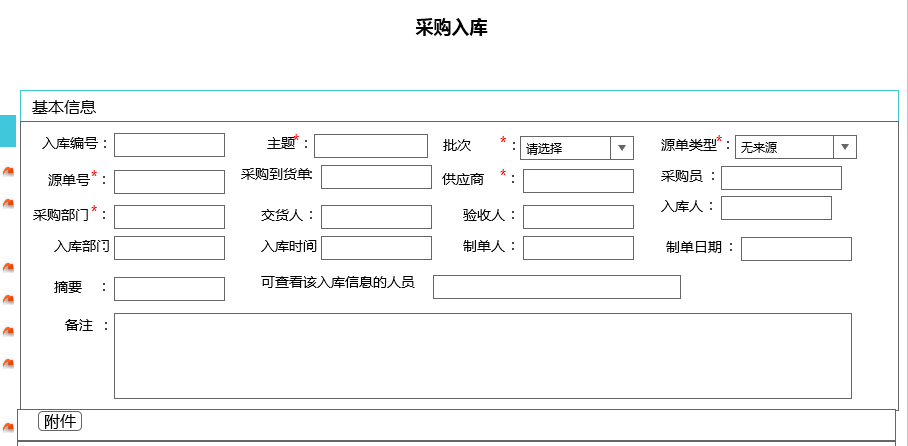 采购入库
基本信息
入库编号： 主题*： 批次 *： 请选择 源单类型*： 无来源
源单号*： 采购到货单: 供应商 *： 采购员 ：
采购部门*： 交货人： 验收人： 入库人：
入库部门 入库时间 制单人： 制单日期 ：
摘要 ： 可查看该入库信息的人员
备注 ：
附件